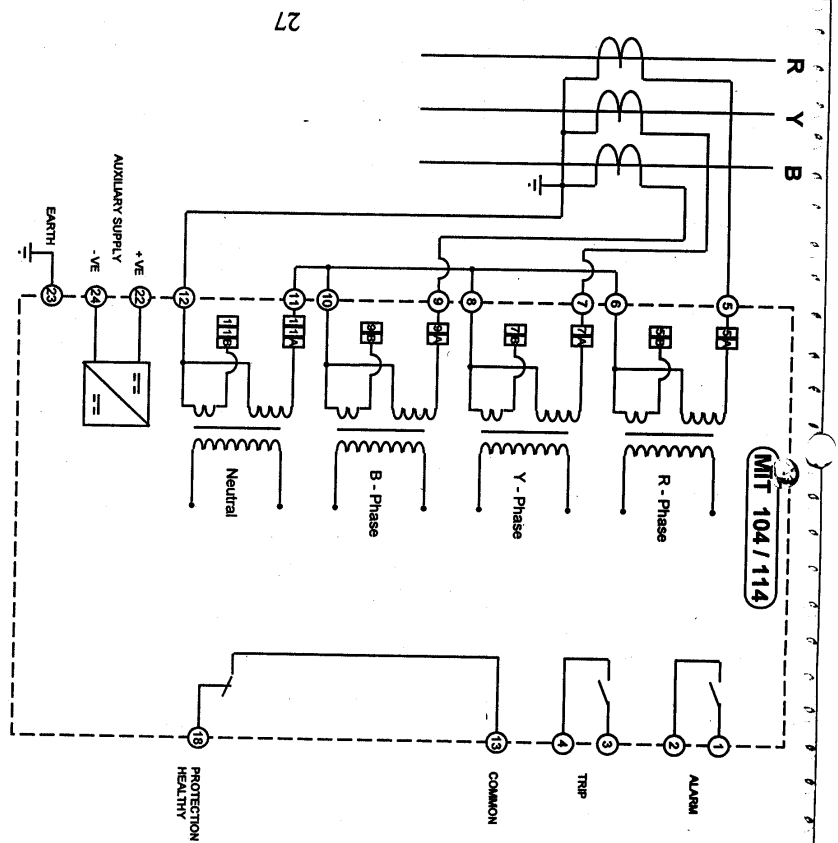 27
R
Y
B
MIT 104 / 114
AUXILIARY SUPPLY
EARTH
- VE
+ VE
23
24
22
12
11
10
9
8
7
6
5
11B
11A
9B
9A
7B
7A
5B
5A
Neutral
B - Phase
Y - Phase
R - Phase
18
13
4
3
2
1
PROTECTION
HEALTHY
COMMON
TRIP
ALARM